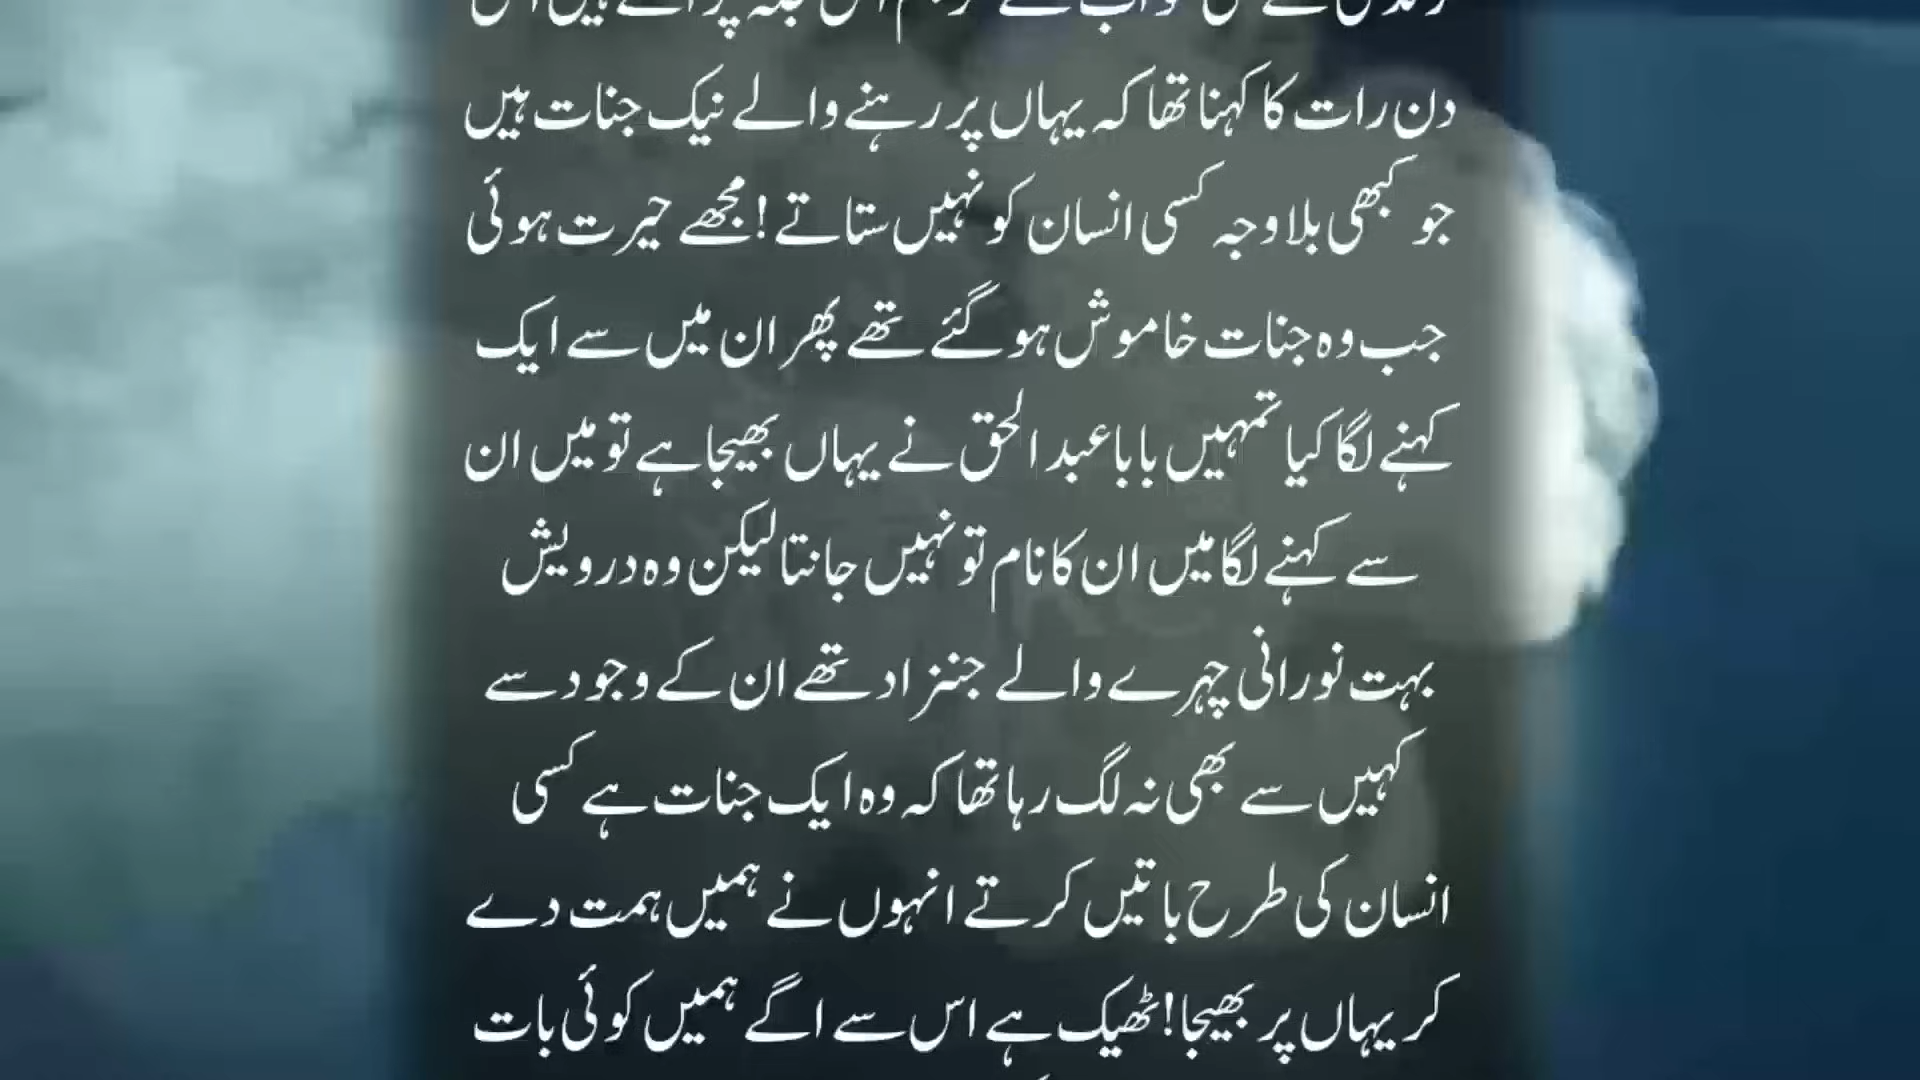 دن رات کا کہنا تھا کہ یہاں پر رہنے والے نیک جنات ہیں
جو کبھی بلا وجہ کسی انسان کو نہیں ستاتے ! مجھے حیرت ہوئی
جب وہ جنات خاموش ہو گئے تھے پھر ان میں سے ایک
کہنے لگا کیا تمہیں بابا عبد الحق نے یہاں بھیجا ہے تو میں ان
سے کہنے لگا میں ان کا نام تو نہیں جانتا لیکن وہ درویش
بہت نورانی چہرے والے جنزاد تھے ان کے وجود سے
کہیں سے بھی نہ لگ رہا تھا کہ وہ ایک جنات ہے کسی
انسان کی طرح باتیں کرتے انہوں نے ہمیں ہمت دے
کر یہاں پر بھیجا ! ٹھیک ہے اس سے اگے ہمیں کوئی بات